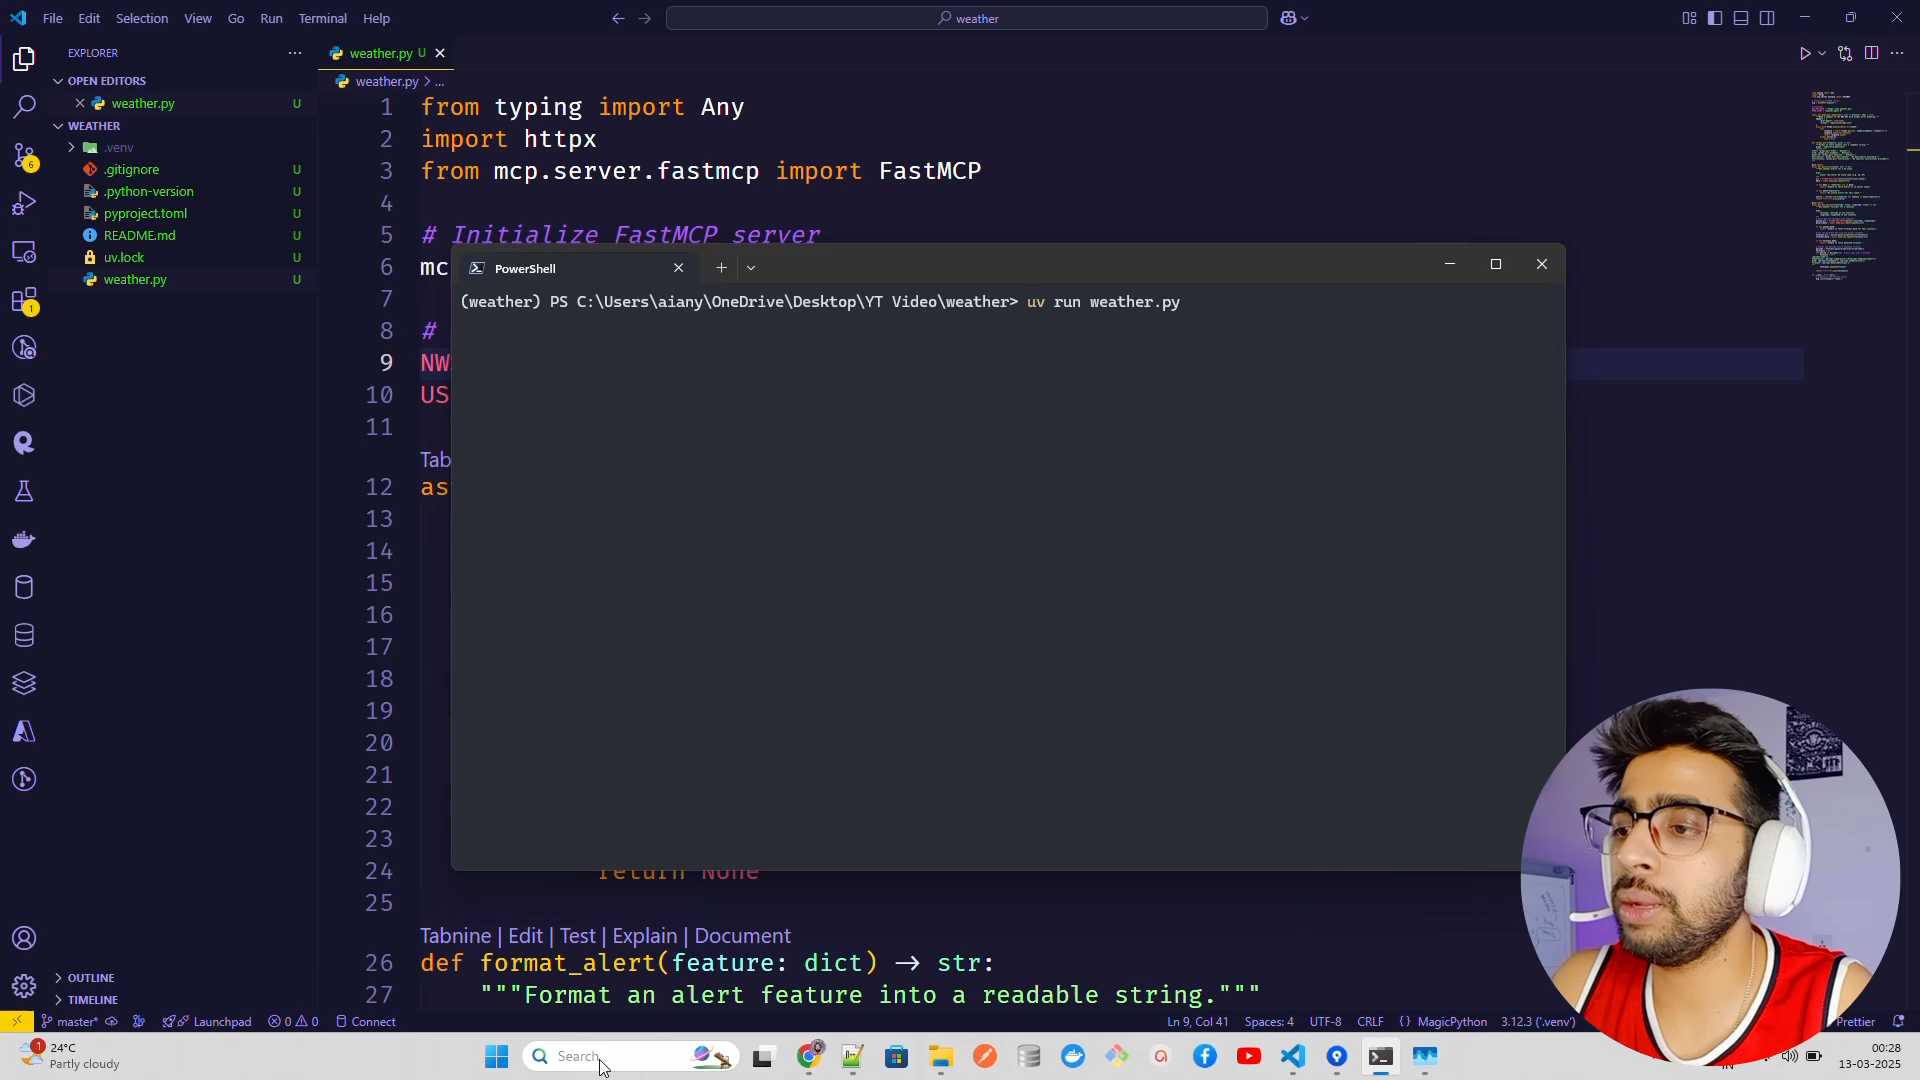 File Edit Selection View Go Run Terminal Help
weather
EXPLORER
OPEN EDITORS
weather.py U
WEATHER
.venv
.gitignore U
.python-version U
pyproject.toml U
README.md U
uv.lock U
weather.py U
OUTLINE
TIMELINE
6
1
weather.py U
weather.py > ...
1 from typing import Any
2 import httpx
3 from mcp.server.fastmcp import FastMCP
4
5 # Initialize FastMCP server
6 mc
7
8 #
9 NW
10 US
11
Tab
12 as
13
14
15
16
17
18
19
20
21
22
23
24 return None
25
Tabnine | Edit | Test | Explain | Document
26 def format_alert(feature: dict) → str:
27 """Format an alert feature into a readable string."""
PowerShell
(weather) PS C:\Users\aiany\OneDrive\Desktop\YT Video\weather> uv run weather.py
master* Launchpad 0 0 Connect
Ln 9, Col 41 Spaces: 4 UTF-8 CRLF {} MagicPython 3.12.3 ('.venv') Prettier
1
24°C
Partly cloudy
Search
IN
00:28
13-03-2025